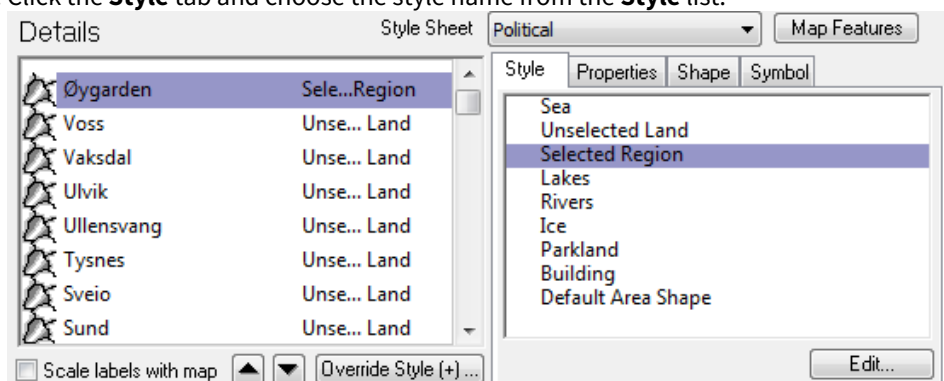 Click the Style tab and choose the style name from the Style list.
Details
Style Sheet Political Map Features
Øygarden Sele...Region
Voss Unse... Land
Vaksdal Unse... Land
Ulvik Unse... Land
Ullensvang Unse... Land
Tysnes Unse... Land
Sveio Unse... Land
Sund Unse... Land
Scale labels with map Override Style (+) ...
Style Properties Shape Symbol
Sea
Unselected Land
Selected Region
Lakes
Rivers
Ice
Parkland
Building
Default Area Shape
Edit...